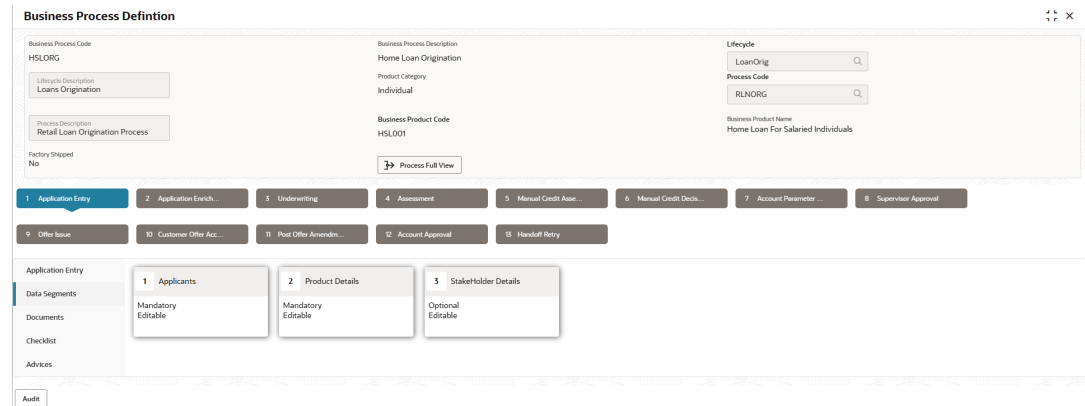 Business Process Defintion
Business Process Code
HSLORG
Business Process Description
Home Loan Origination
Lifecycle
LoanOrig
Lifecycle Description
Loans Origination
Product Category
Individual
Process Code
RLNORG
Process Description
Retail Loan Origination Process
Business Product Code
HSL001
Business Product Name
Home Loan For Salaried Individuals
Factory Shipped
No
Process Full View
1 Application Entry
2 Application Enrich...
3 Underwriting
4 Assessment
5 Manual Credit Asse...
6 Manual Credit Decis...
7 Account Parameter ...
8 Supervisor Approval
9 Offer Issue
10 Customer Offer Acc...
11 Post Offer Amendm...
12 Account Approval
13 Handoff Retry
Application Entry
Data Segments
Documents
Checklist
Advices
1 Applicants
Mandatory
Editable
2 Product Details
Mandatory
Editable
3 StakeHolder Details
Optional
Editable
Audit